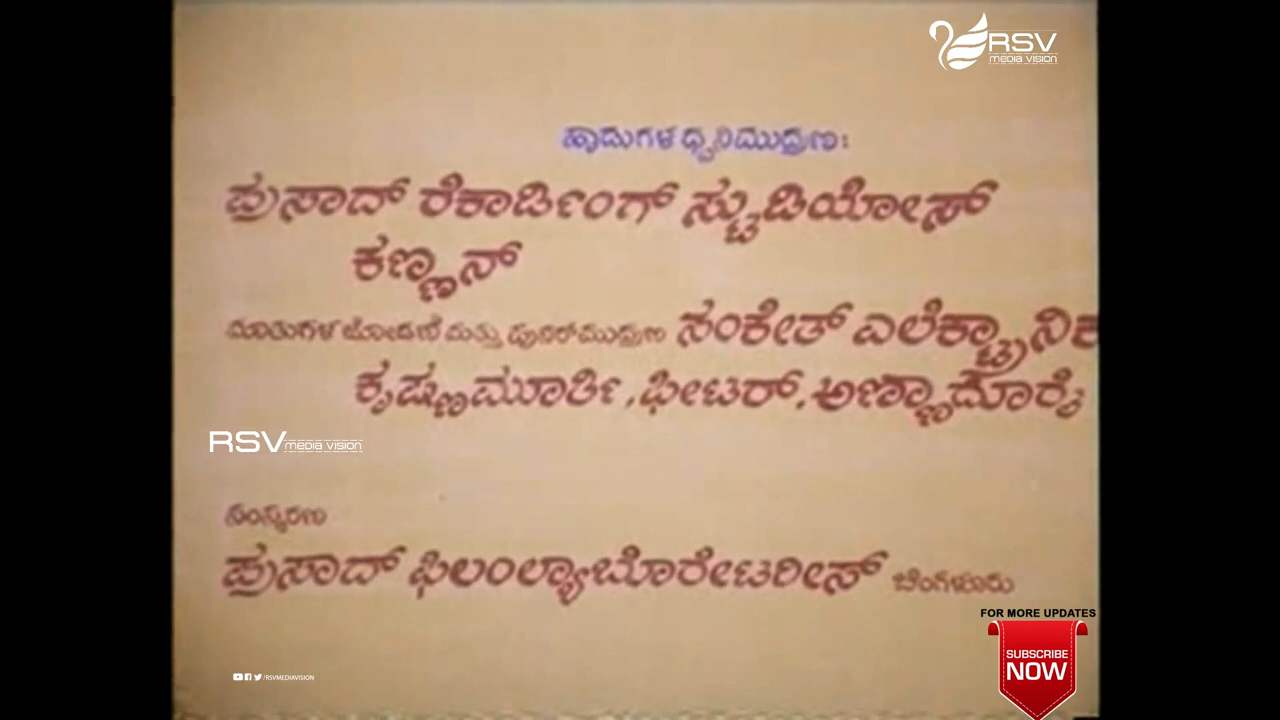 RSV
MEDIA VISION
ಹಾಡುಗಳ ಧ್ವನಿಮುದ್ರಣ:
ಪ್ರಸಾದ್ ರೆಕಾರ್ಡಿಂಗ್ ಸ್ಟುಡಿಯೋಸ್
ಕಣ್ಣನ್
ಮಾತುಗಳ ಜೋಡಣೆ ಮತ್ತು ಪುನರ್ಮುದ್ರಣ ಸಂಕೇತ್ ಎಲೆಕ್ಟ್ರಾನಿಕ
ಕೃಷ್ಣಮೂರ್ತಿ, ಫೀಟರ್, ಅಣ್ಣಾದೊರೈ
RSV MEDIA VISION
ಸಂಸ್ಕರಣ
ಪ್ರಸಾದ್ ಫಿಲಂಲ್ಯಾಬೊರೇಟರೀಸ್ ಬೆಂಗಳೂರು
FOR MORE UPDATES
SUBSCRIBE
NOW
/RSVMEDIAVISION